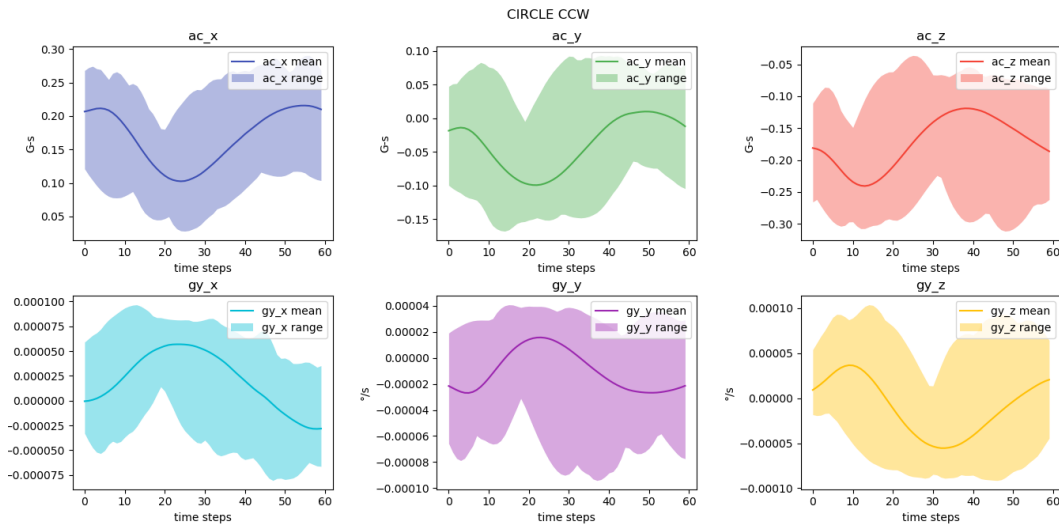 CIRCLE CCW
ac_x
ac_x mean
ac_x range
0.30
0.25
0.20
0.15
0.10
0.05
G-s
0 10 20 30 40 50 60
time steps
ac_y
ac_y mean
ac_y range
0.10
0.05
0.00
−0.05
−0.10
−0.15
G-s
0 10 20 30 40 50 60
time steps
ac_z
ac_z mean
ac_z range
−0.05
−0.10
−0.15
−0.20
−0.25
−0.30
G-s
0 10 20 30 40 50 60
time steps
gy_x
gy_x mean
gy_x range
0.000100
0.000075
0.000050
0.000025
0.000000
−0.000025
−0.000050
−0.000075
0 10 20 30 40 50 60
time steps
gy_y
gy_y mean
gy_y range
0.00004
0.00002
0.00000
−0.00002
−0.00004
−0.00006
−0.00008
−0.00010
°/s
0 10 20 30 40 50 60
time steps
gy_z
gy_z mean
gy_z range
0.00010
0.00005
0.00000
−0.00005
−0.00010
°/s
0 10 20 30 40 50 60
time steps